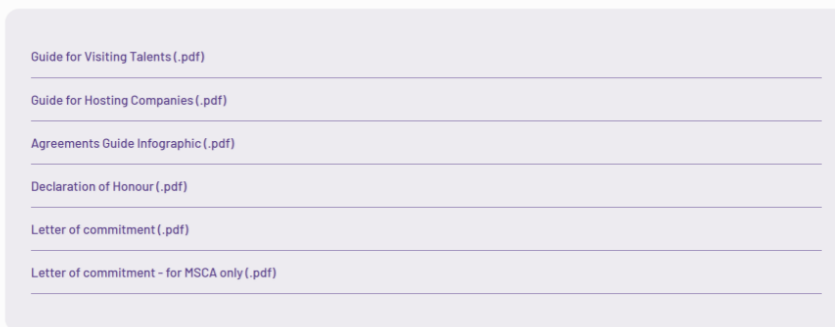 Guide for Visiting Talents (.pdf)
Guide for Hosting Companies (.pdf)
Agreements Guide Infographic (.pdf)
Declaration of Honour (.pdf)
Letter of commitment (.pdf)
Letter of commitment - for MSCA only (.pdf)